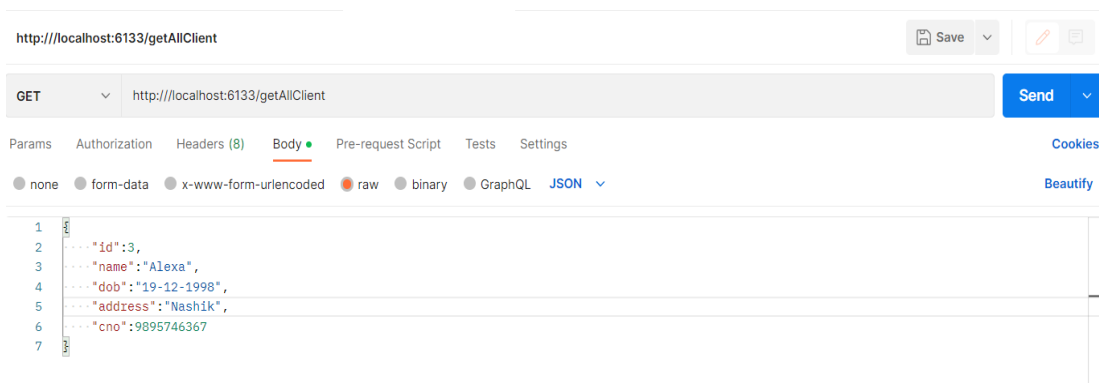 http:///localhost:6133/getAllClient
Save
GET http:///localhost:6133/getAllClient Send
Params Authorization Headers (8) Body Pre-request Script Tests Settings Cookies
none form-data x-www-form-urlencoded raw binary GraphQL JSON Beautify
1 {
2 ····"id":3,
3 ····"name":"Alexa",
4 ····"dob":"19-12-1998",
5 ····"address":"Nashik",
6 ····"cno":9895746367
7 }